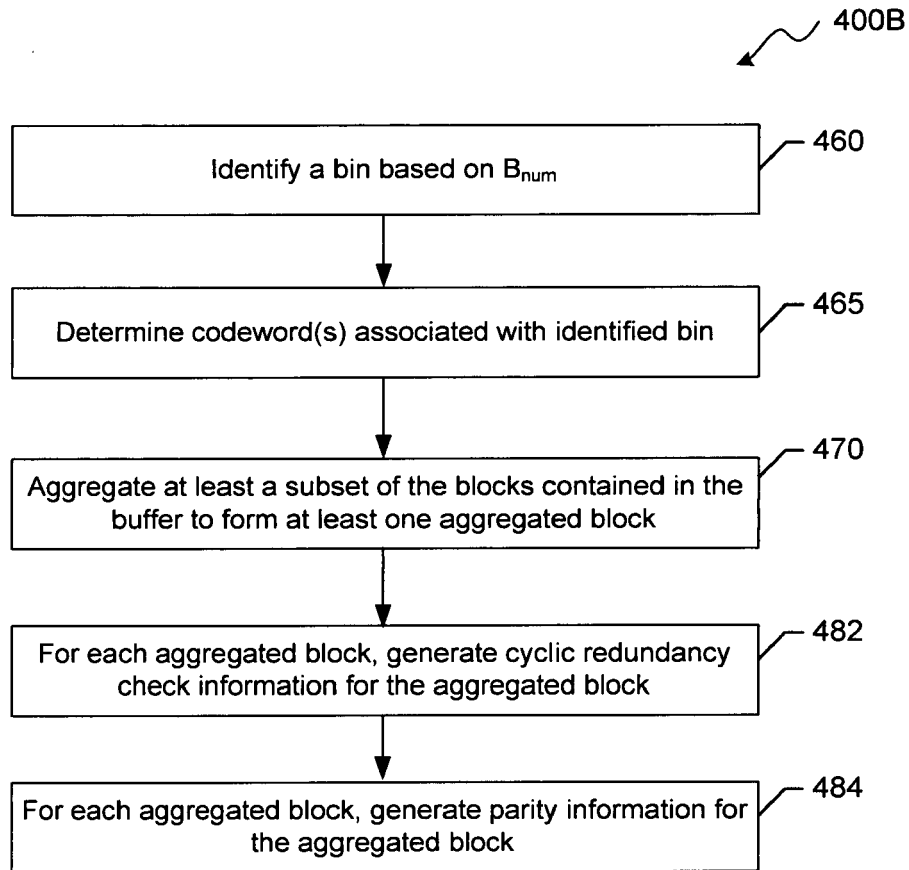 400B
460
Identify a bin based on Bnum
465
Determine codeword(s) associated with identified bin
470
Aggregate at least a subset of the blocks contained in the
buffer to form at least one aggregated block
482
For each aggregated block, generate cyclic redundancy
check information for the aggregated block
484
For each aggregated block, generate parity information for
the aggregated block